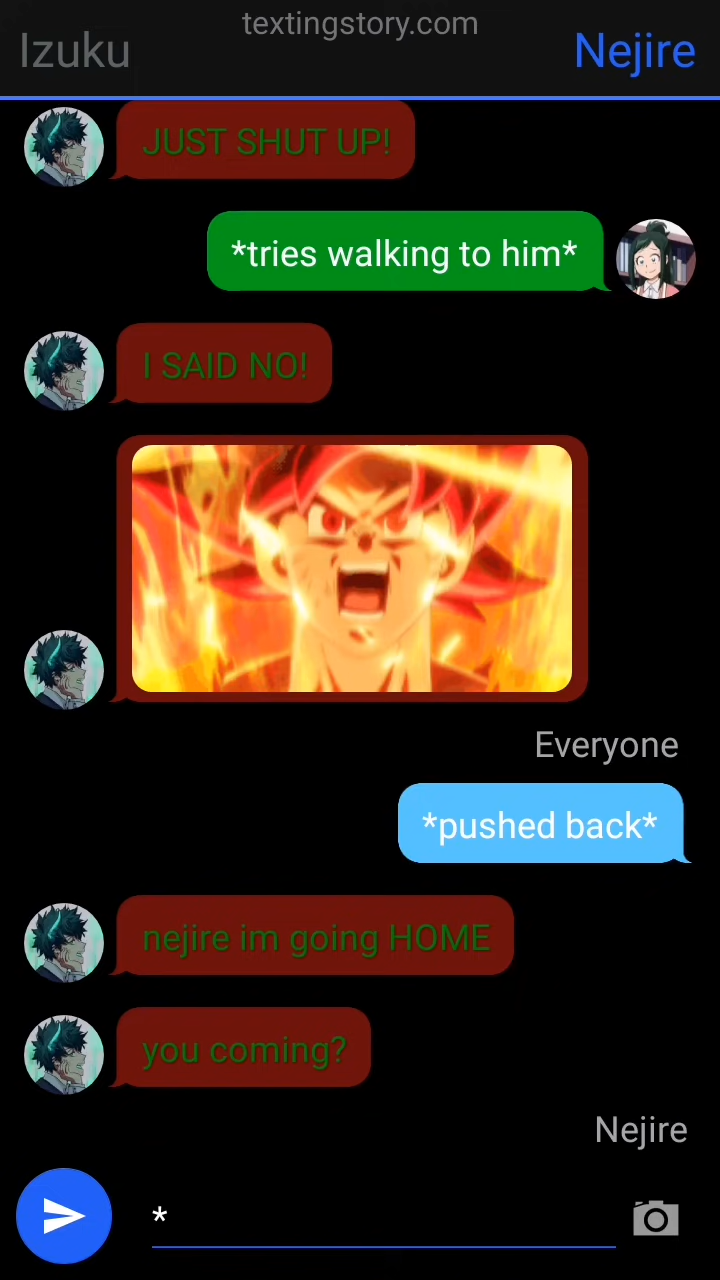 textingstory.com
Izuku
Nejire
JUST SHUT UP!
*tries walking to him*
I SAID NO!
Everyone
*pushed back*
nejire im going HOME
you coming?
Nejire
*